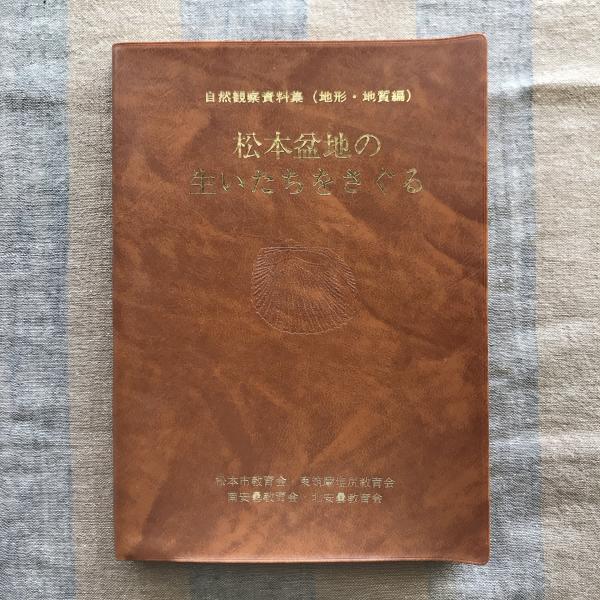 自然観察資料集（地形・地質編）
松本盆地の
生いたちをさぐる
松本市教育会・東筑摩塩尻教育会
南安曇教育会・北安曇教育会